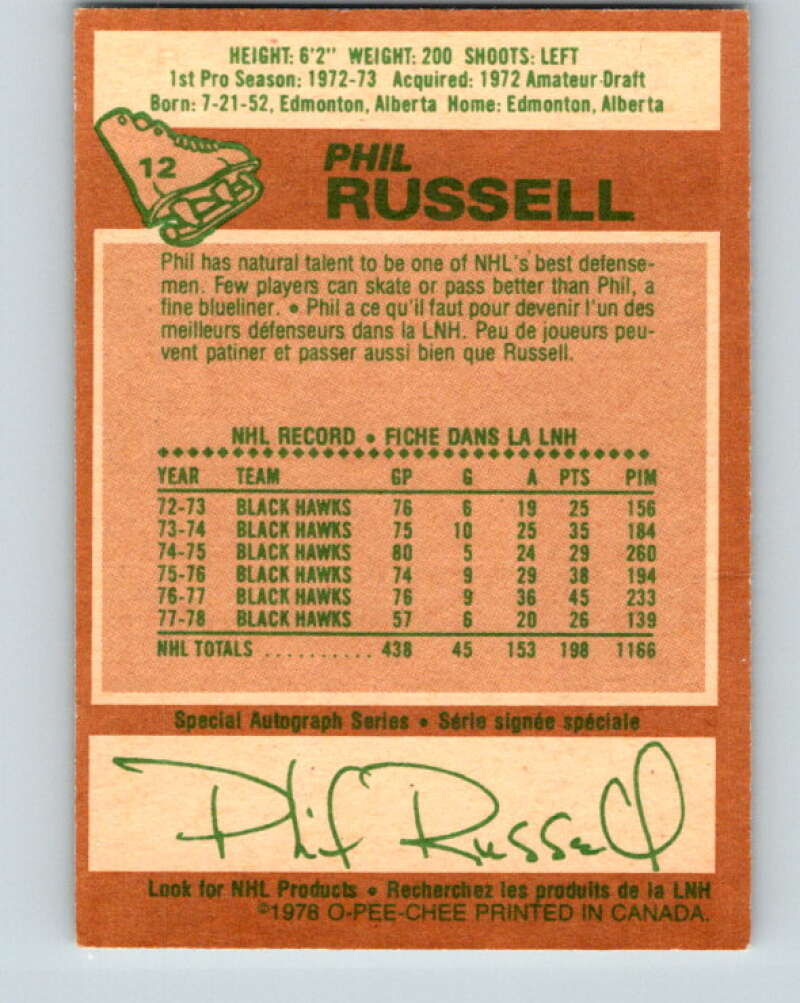 HEIGHT: 6'2" WEIGHT: 200 SHOOTS: LEFT
1st Pro Season: 1972-73 Acquired: 1972 Amateur Draft
Born: 7-21-52, Edmonton, Alberta Home: Edmonton, Alberta
12
PHIL
RUSSELL
Phil has natural talent to be one of NHL's best defense-
men. Few players can skate or pass better than Phil, a
fine blueliner. • Phil a ce qu'il faut pour devenir l'un des
meilleurs défenseurs dans la LNH. Peu de joueurs peu-
vent patiner et passer aussi bien que Russell.
NHL RECORD • FICHE DANS LA LNH
YEAR TEAM GP G A PTS PIM
72-73 BLACK HAWKS 76 6 19 25 156
73-74 BLACK HAWKS 75 10 25 35 184
74-75 BLACK HAWKS 80 5 24 29 260
75-76 BLACK HAWKS 74 9 29 38 194
76-77 BLACK HAWKS 76 9 36 45 233
77-78 BLACK HAWKS 57 6 20 26 139
NHL TOTALS .......... 438 45 153 198 1166
Special Autograph Series • Série signée spéciale
Phil Russell
Look for NHL Products • Recherchez les produits de la LNH
©1978 O-PEE-CHEE PRINTED IN CANADA.